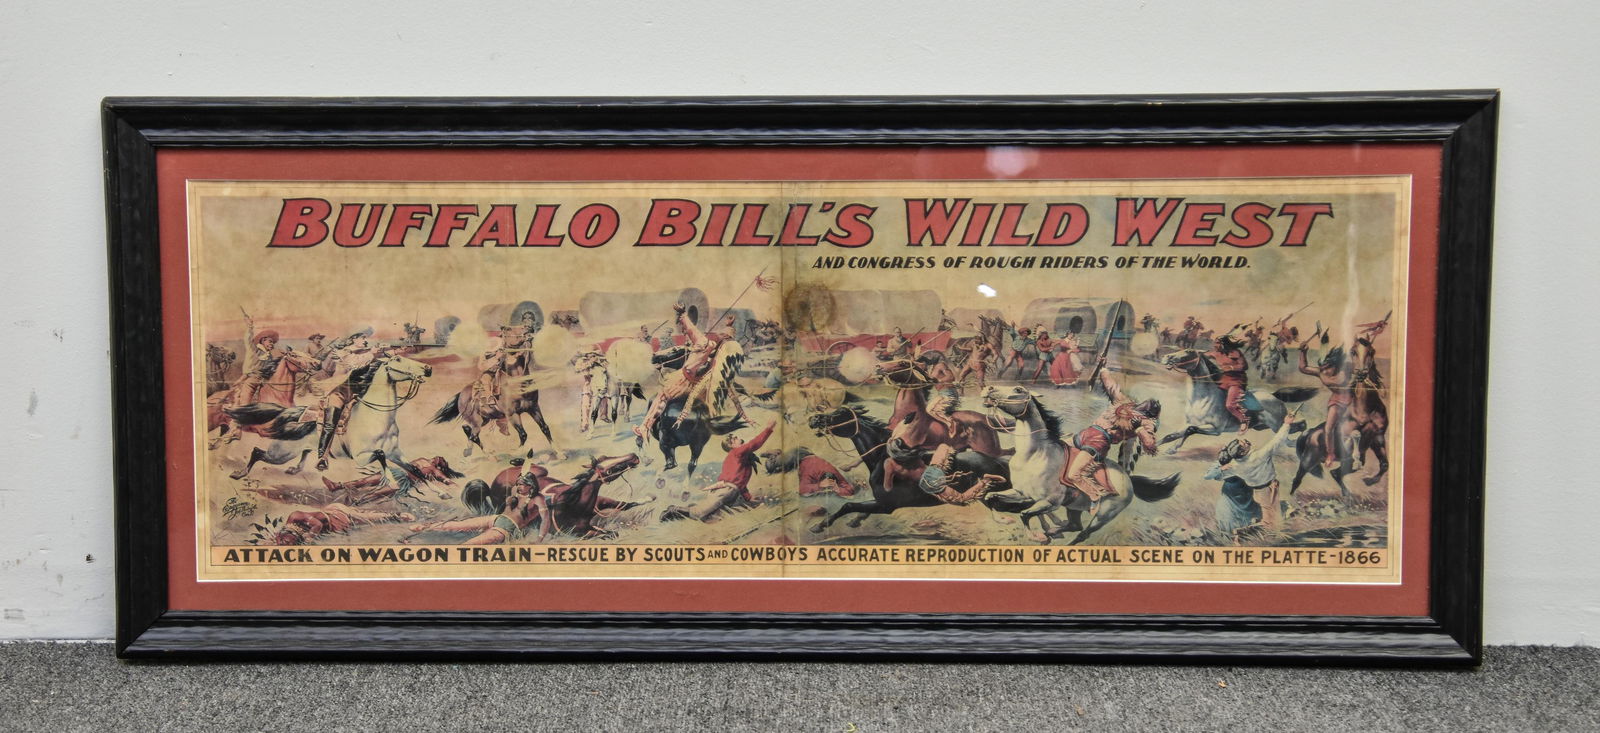 BUFFALO BILL'S WILD WEST
AND CONGRESS OF ROUGH RIDERS OF THE WORLD.
ATTACK ON WAGON TRAIN-RESCUE BY SCOUTS AND COWBOYS ACCURATE REPRODUCTION OF ACTUAL SCENE ON THE PLATTE-1866